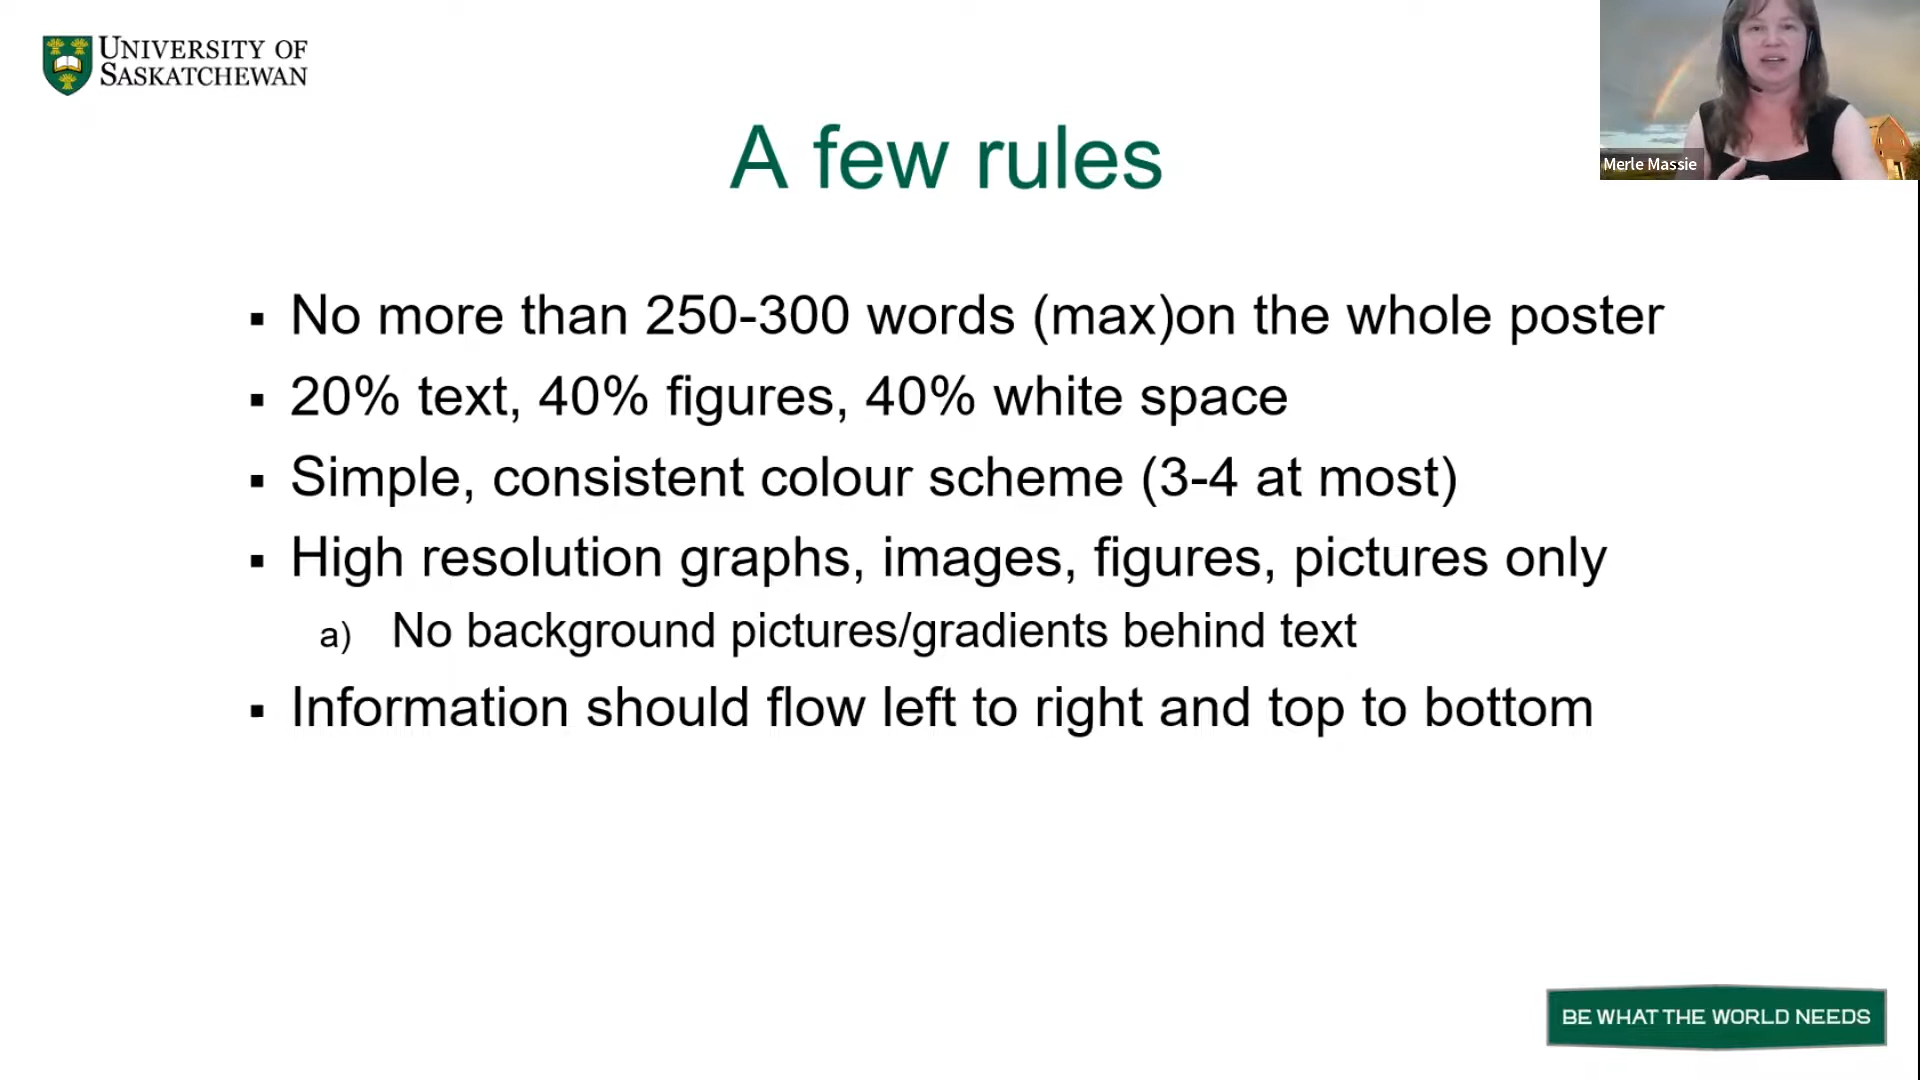 UNIVERSITY OF
SASKATCHEWAN
Merle Massie
A few rules
▪ No more than 250-300 words (max)on the whole poster
▪ 20% text, 40% figures, 40% white space
▪ Simple, consistent colour scheme (3-4 at most)
▪ High resolution graphs, images, figures, pictures only
a) No background pictures/gradients behind text
▪ Information should flow left to right and top to bottom
BE WHAT THE WORLD NEEDS